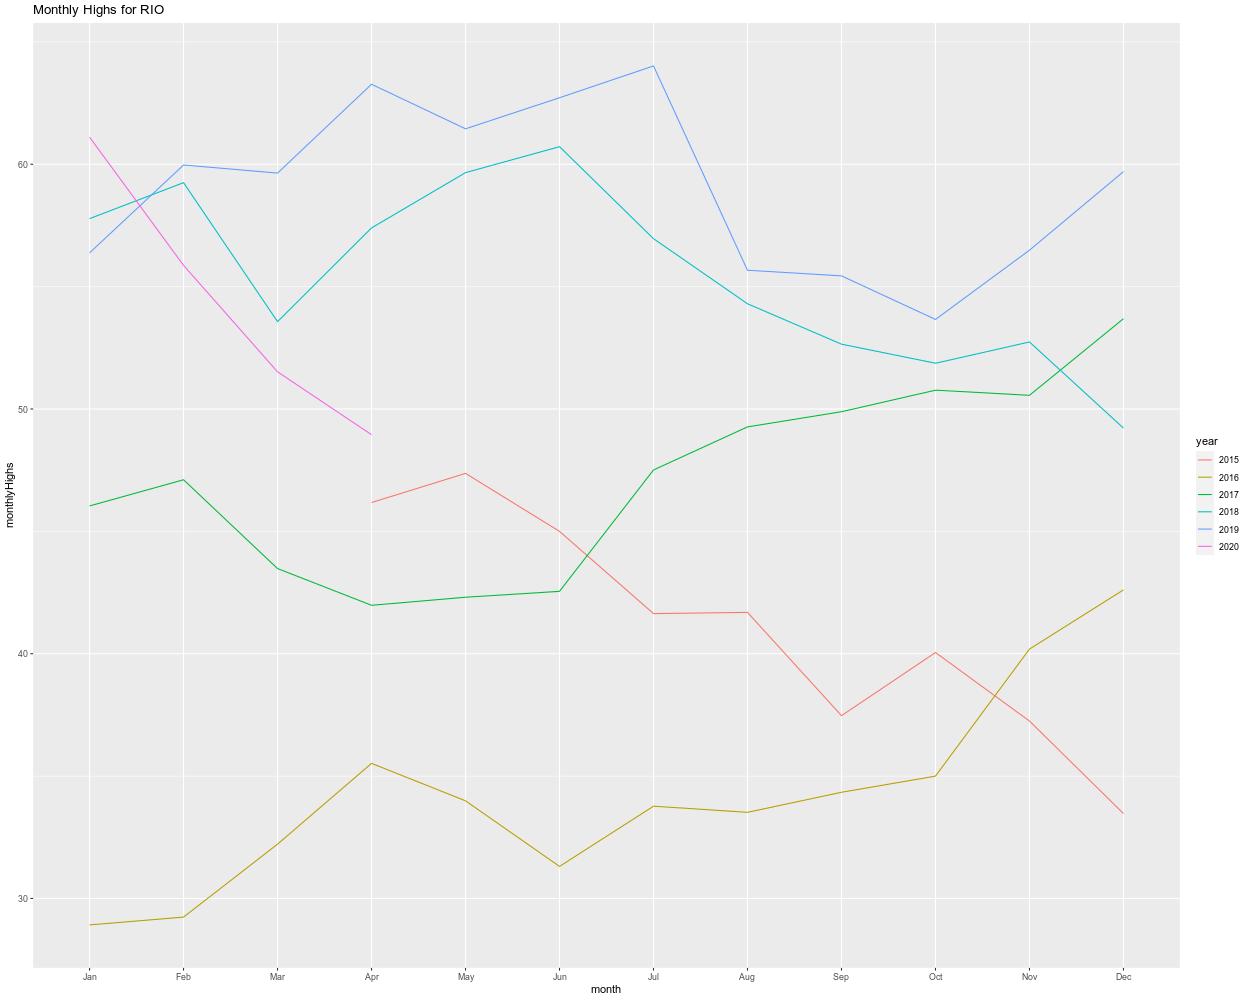 Monthly Highs for RIO
monthlyHighs
60
50
40
30
Jan Feb Mar Apr May Jun Jul Aug Sep Oct Nov Dec
month
year
2015
2016
2017
2018
2019
2020